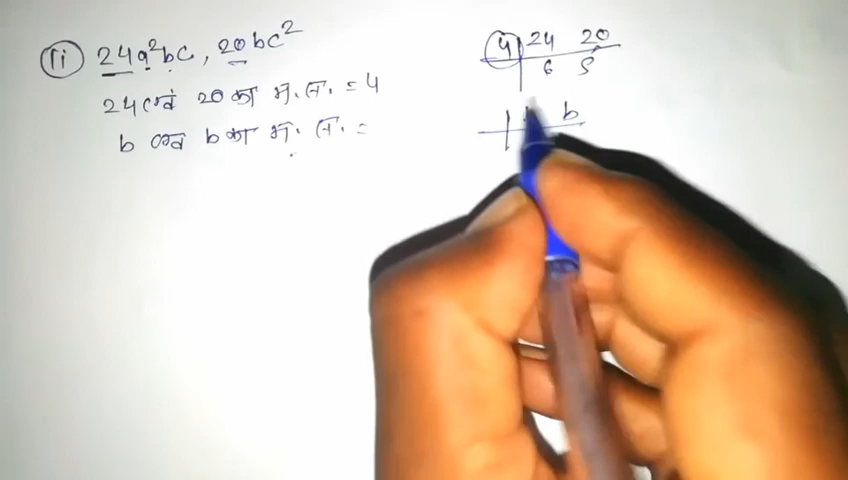 ii 24a²bc, 20bc²
24 एवं 20 का म. स. = 4
b एवं b का म. स. =
4 24 20
6 5
b